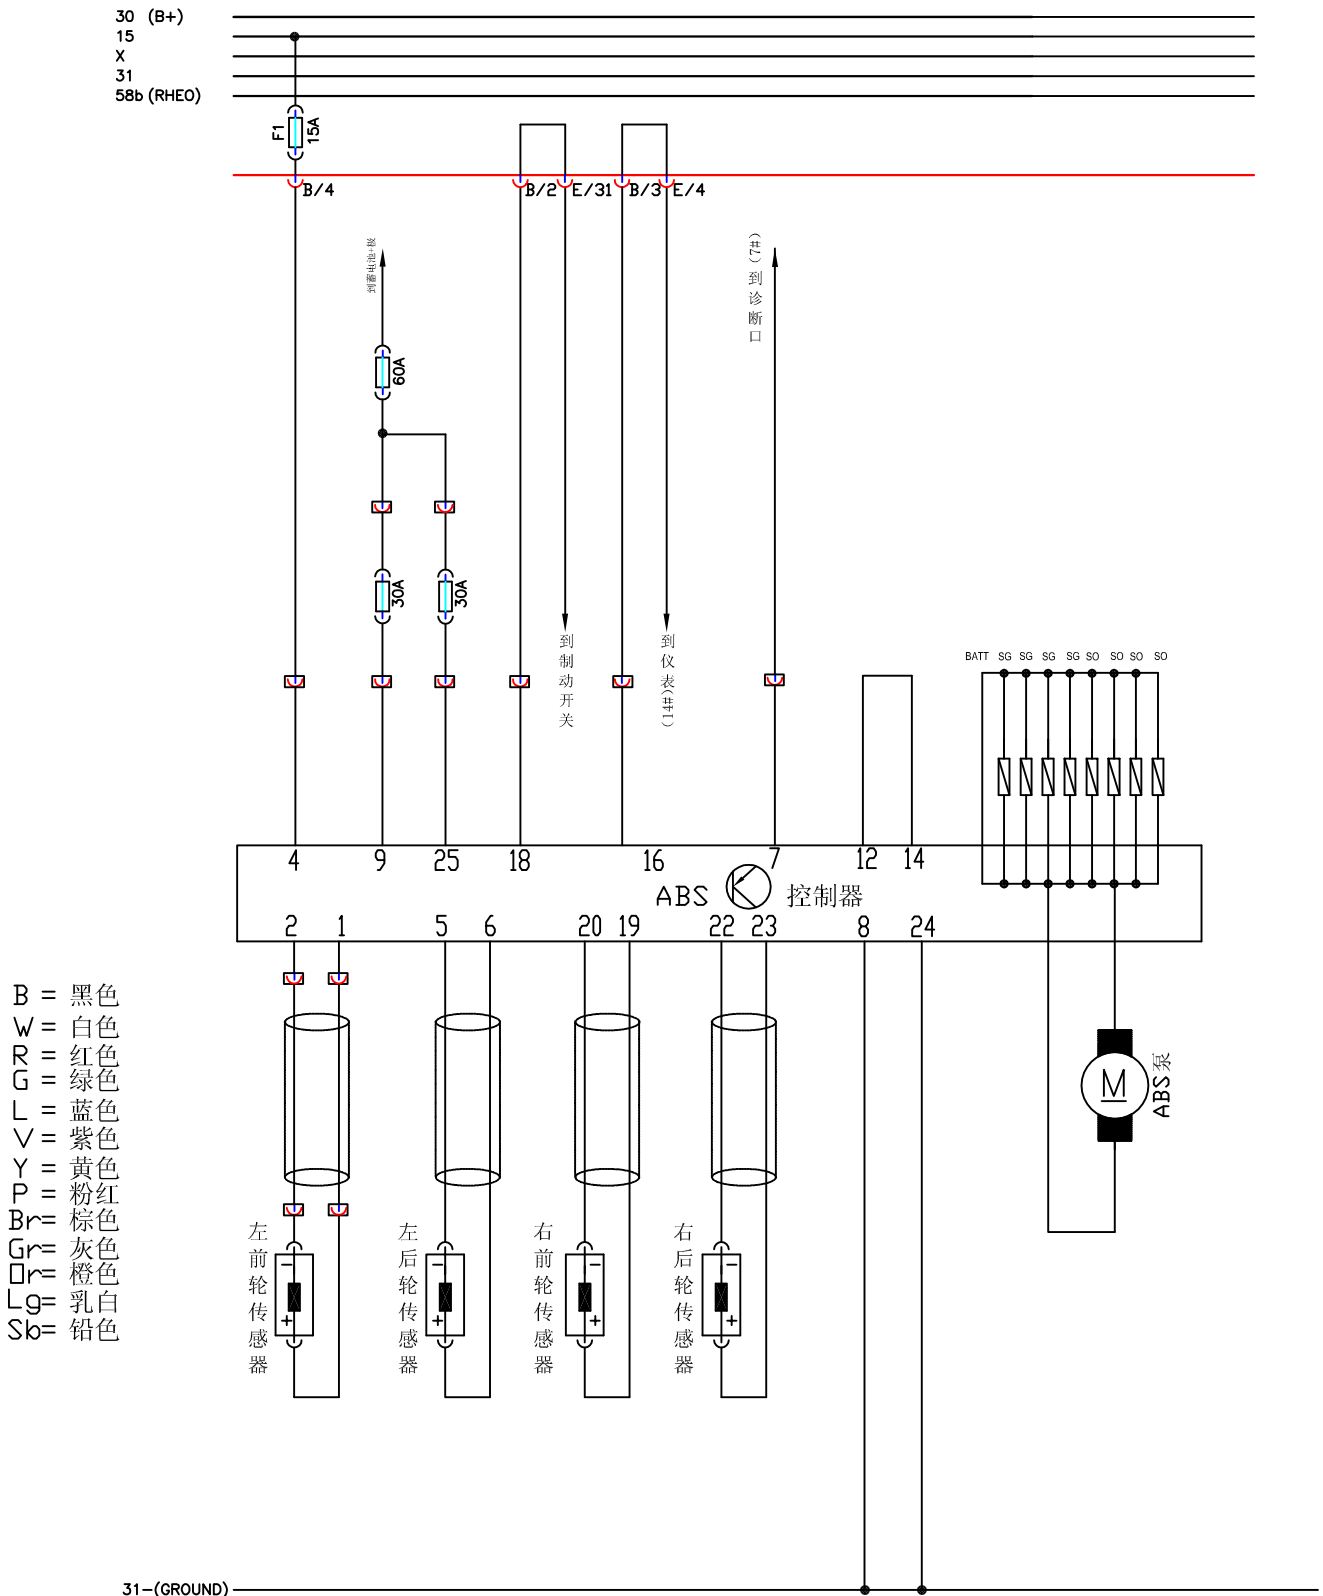 30 (B+)
15
X
31
58b (RHEO)
F1
15A
B/4
B/2
E/31
B/3
E/4
到蓄电池+极
到诊断口 (7#)
60A
30A
30A
到制动开关
到仪表(14#)
BATT SG SG SG SG SO SO SO SO
4 9 25 18 16 7 12 14
ABS 控制器
2 1 5 6 20 19 22 23 8 24
B = 黑色
W = 白色
R = 红色
G = 绿色
L = 蓝色
V = 紫色
Y = 黄色
P = 粉红
Br= 棕色
Gr= 灰色
Or= 橙色
Lg= 乳白
Sb= 铅色
M
ABS泵
左前轮传感器
- +
左后轮传感器
- +
右前轮传感器
- +
右后轮传感器
- +
31-(GROUND)